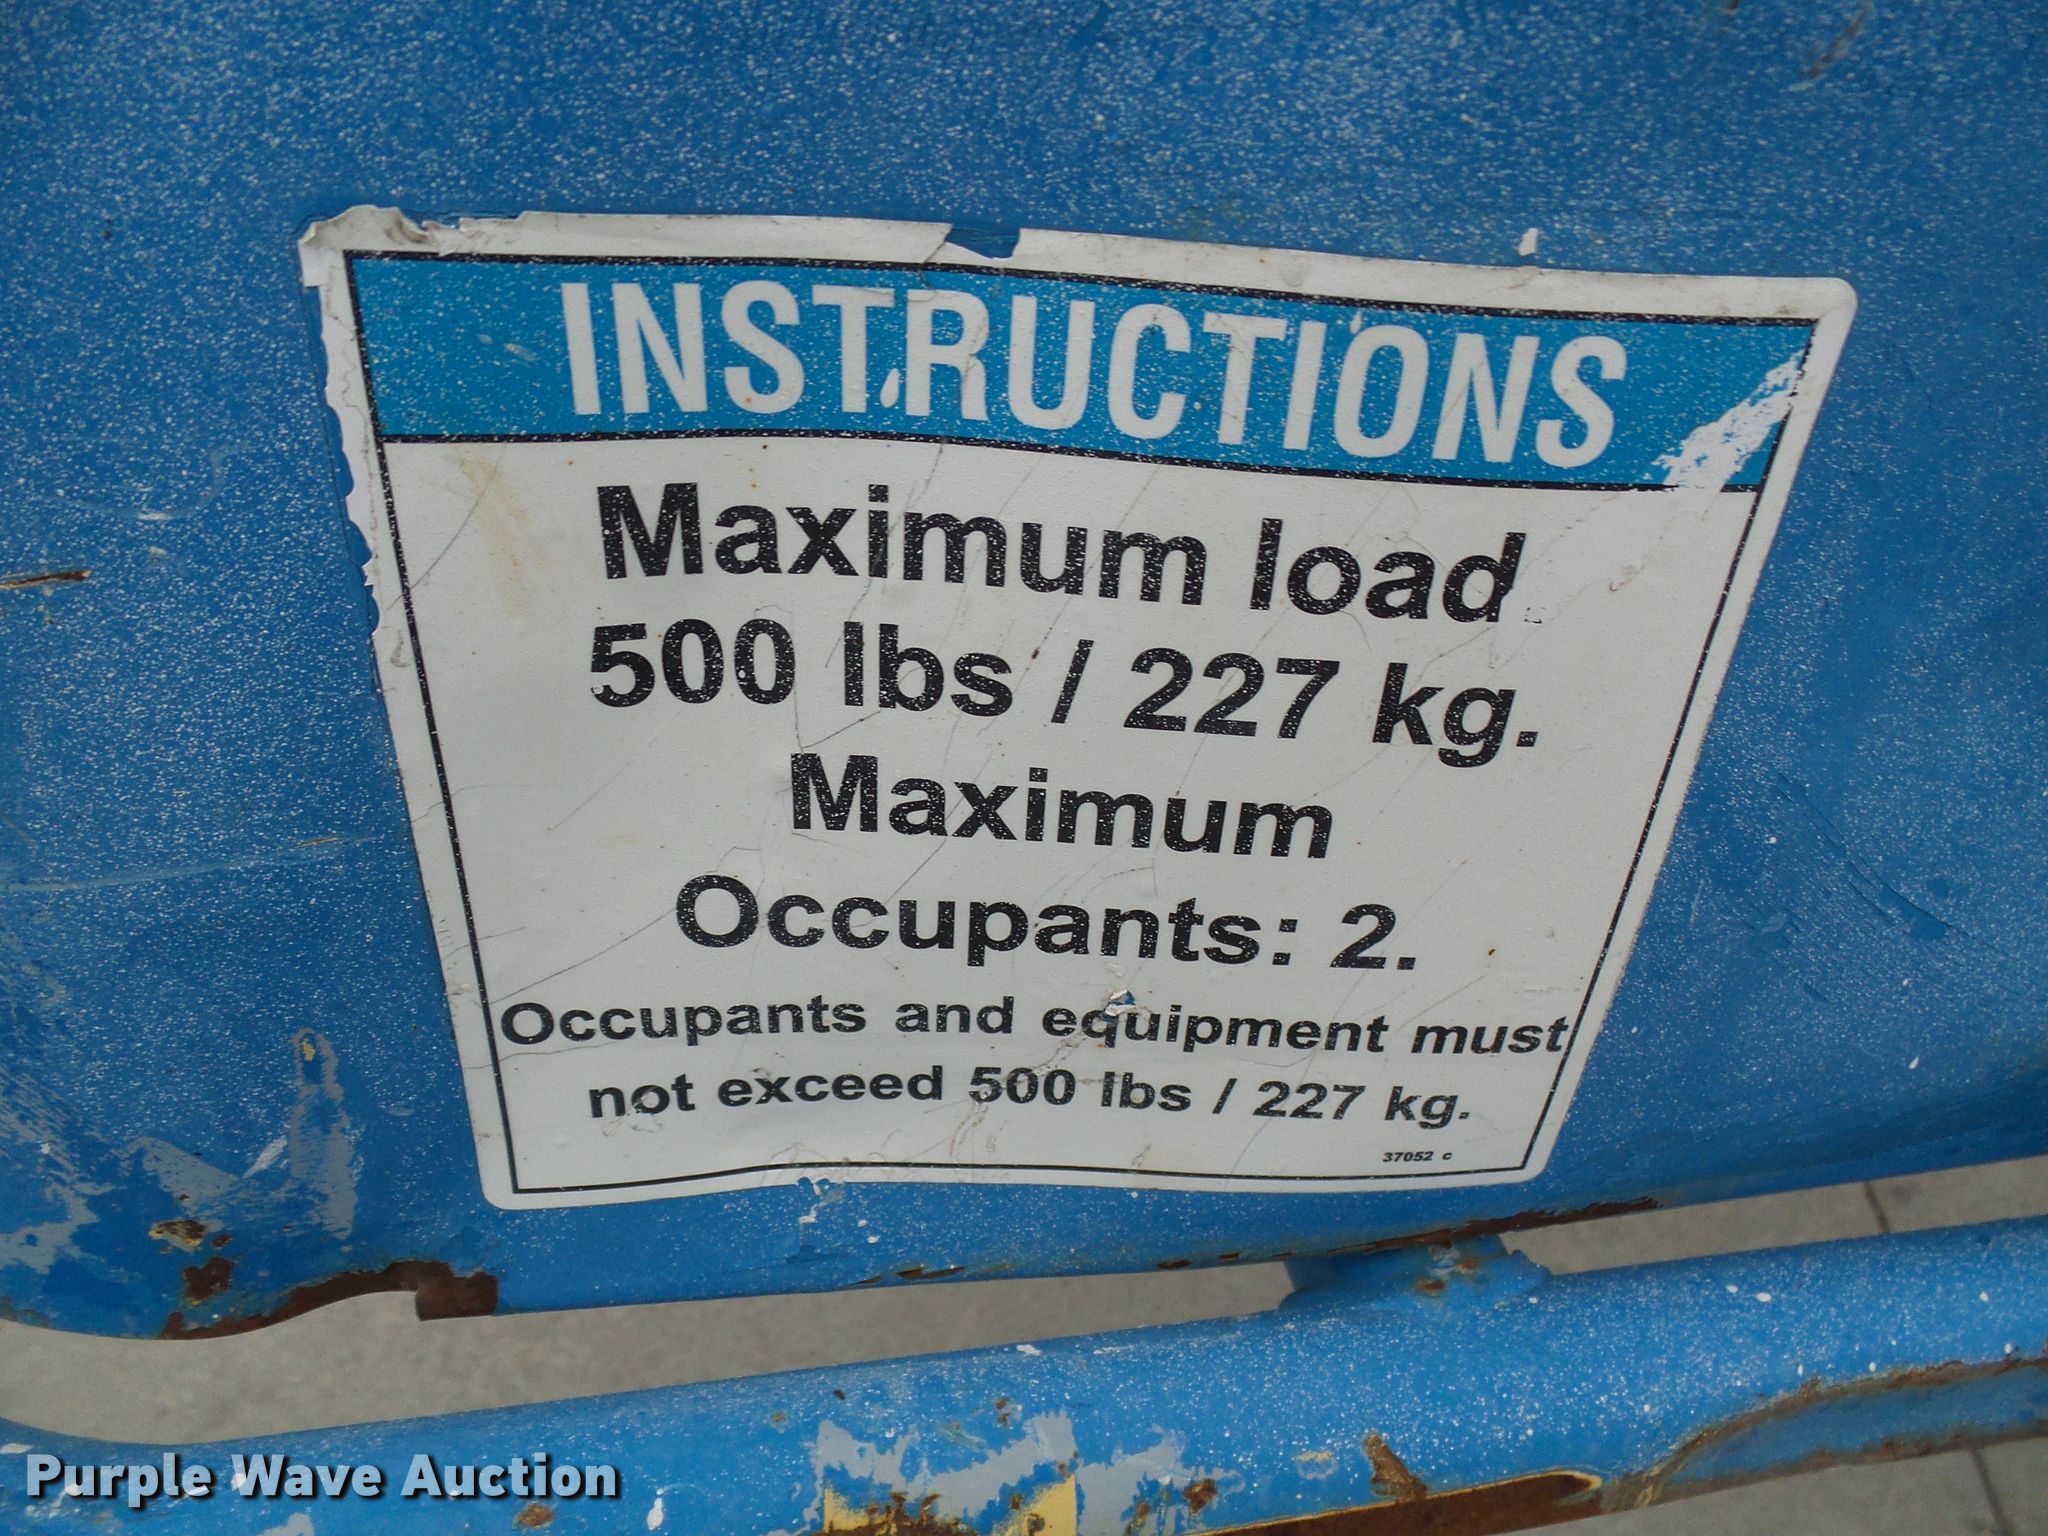 INSTRUCTIONS
Maximum load
500 lbs / 227 kg.
Maximum
Occupants: 2.
Occupants and equipment must
not exceed 500 lbs / 227 kg.
37052 c
Purple Wave Auction